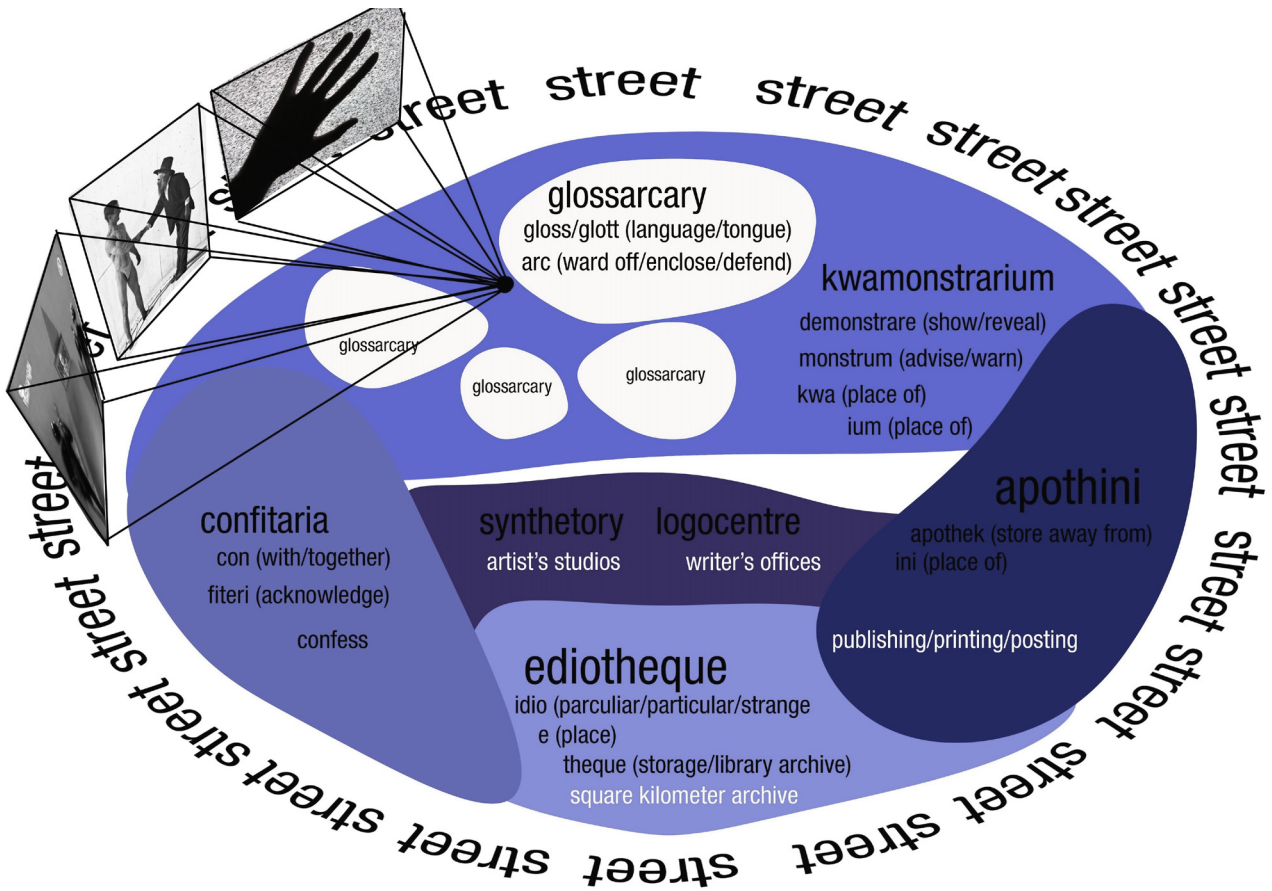 street
street
street
street
street
street
street
glossarcary
gloss/glott (language/tongue)
arc (ward off/enclose/defend)
glossarcary
glossarcary
glossarcary
kwamonstrarium
demonstrare (show/reveal)
monstrum (advise/warn)
kwa (place of)
ium (place of)
confitaria
con (with/together)
fiteri (acknowledge)
confess
synthetory
artist's studios
logocentre
writer's offices
apothini
apothek (store away from)
ini (place of)
publishing/printing/posting
ediotheque
idio (parculiar/particular/strange
e (place)
theque (storage/library archive)
square kilometer archive
street
street
street
street
street
street
street
street
street
street
street